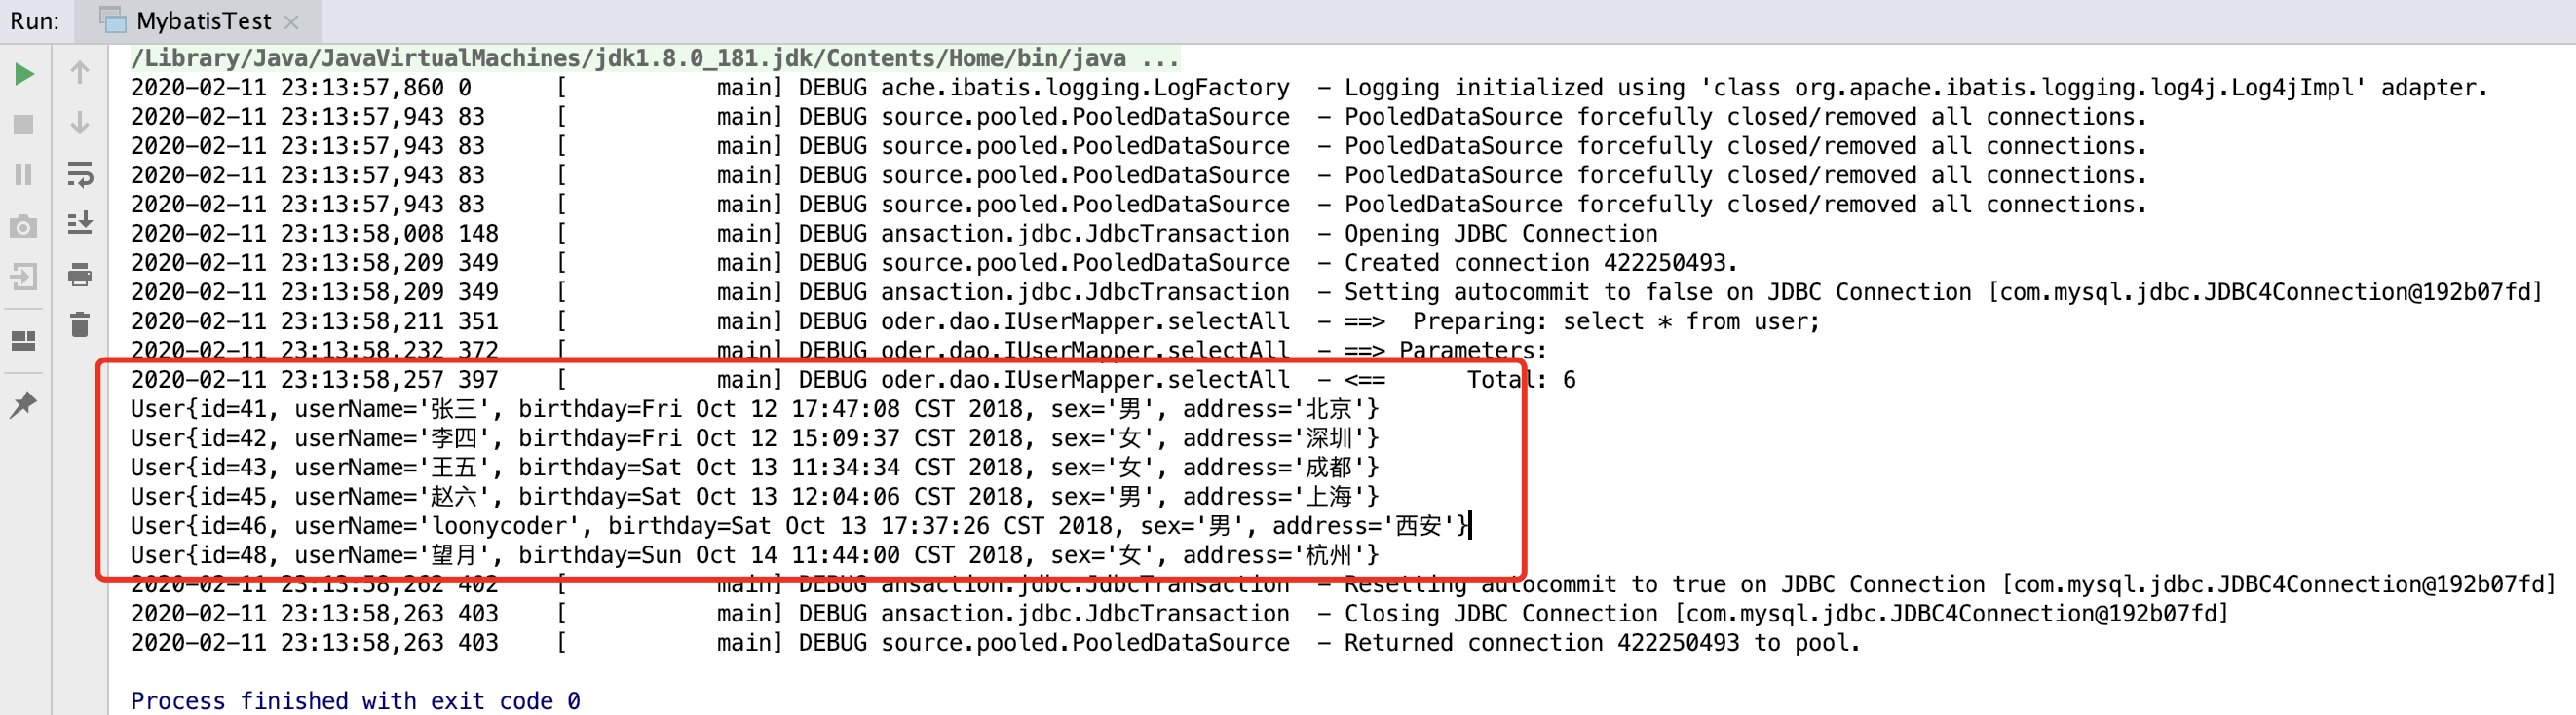 Run: MybatisTest
/Library/Java/JavaVirtualMachines/jdk1.8.0_181.jdk/Contents/Home/bin/java ...
2020-02-11 23:13:57,860 0      [           main] DEBUG ache.ibatis.logging.LogFactory  - Logging initialized using 'class org.apache.ibatis.logging.log4j.Log4jImpl' adapter.
2020-02-11 23:13:57,943 83     [           main] DEBUG source.pooled.PooledDataSource  - PooledDataSource forcefully closed/removed all connections.
2020-02-11 23:13:57,943 83     [           main] DEBUG source.pooled.PooledDataSource  - PooledDataSource forcefully closed/removed all connections.
2020-02-11 23:13:57,943 83     [           main] DEBUG source.pooled.PooledDataSource  - PooledDataSource forcefully closed/removed all connections.
2020-02-11 23:13:57,943 83     [           main] DEBUG source.pooled.PooledDataSource  - PooledDataSource forcefully closed/removed all connections.
2020-02-11 23:13:58,008 148    [           main] DEBUG ansaction.jdbc.JdbcTransaction  - Opening JDBC Connection
2020-02-11 23:13:58,209 349    [           main] DEBUG source.pooled.PooledDataSource  - Created connection 422250493.
2020-02-11 23:13:58,209 349    [           main] DEBUG ansaction.jdbc.JdbcTransaction  - Setting autocommit to false on JDBC Connection [com.mysql.jdbc.JDBC4Connection@192b07fd]
2020-02-11 23:13:58,211 351    [           main] DEBUG oder.dao.IUserMapper.selectAll  - ==>  Preparing: select * from user;
2020-02-11 23:13:58,232 372    [           main] DEBUG oder.dao.IUserMapper.selectAll  - ==> Parameters:
2020-02-11 23:13:58,257 397    [           main] DEBUG oder.dao.IUserMapper.selectAll  - <==      Total: 6
User{id=41, userName='张三', birthday=Fri Oct 12 17:47:08 CST 2018, sex='男', address='北京'}
User{id=42, userName='李四', birthday=Fri Oct 12 15:09:37 CST 2018, sex='女', address='深圳'}
User{id=43, userName='王五', birthday=Sat Oct 13 11:34:34 CST 2018, sex='女', address='成都'}
User{id=45, userName='赵六', birthday=Sat Oct 13 12:04:06 CST 2018, sex='男', address='上海'}
User{id=46, userName='loonycoder', birthday=Sat Oct 13 17:37:26 CST 2018, sex='男', address='西安'}
User{id=48, userName='望月', birthday=Sun Oct 14 11:44:00 CST 2018, sex='女', address='杭州'}
2020-02-11 23:13:58,262 402    [           main] DEBUG ansaction.jdbc.JdbcTransaction  - Resetting autocommit to true on JDBC Connection [com.mysql.jdbc.JDBC4Connection@192b07fd]
2020-02-11 23:13:58,263 403    [           main] DEBUG ansaction.jdbc.JdbcTransaction  - Closing JDBC Connection [com.mysql.jdbc.JDBC4Connection@192b07fd]
2020-02-11 23:13:58,263 403    [           main] DEBUG source.pooled.PooledDataSource  - Returned connection 422250493 to pool.
Process finished with exit code 0